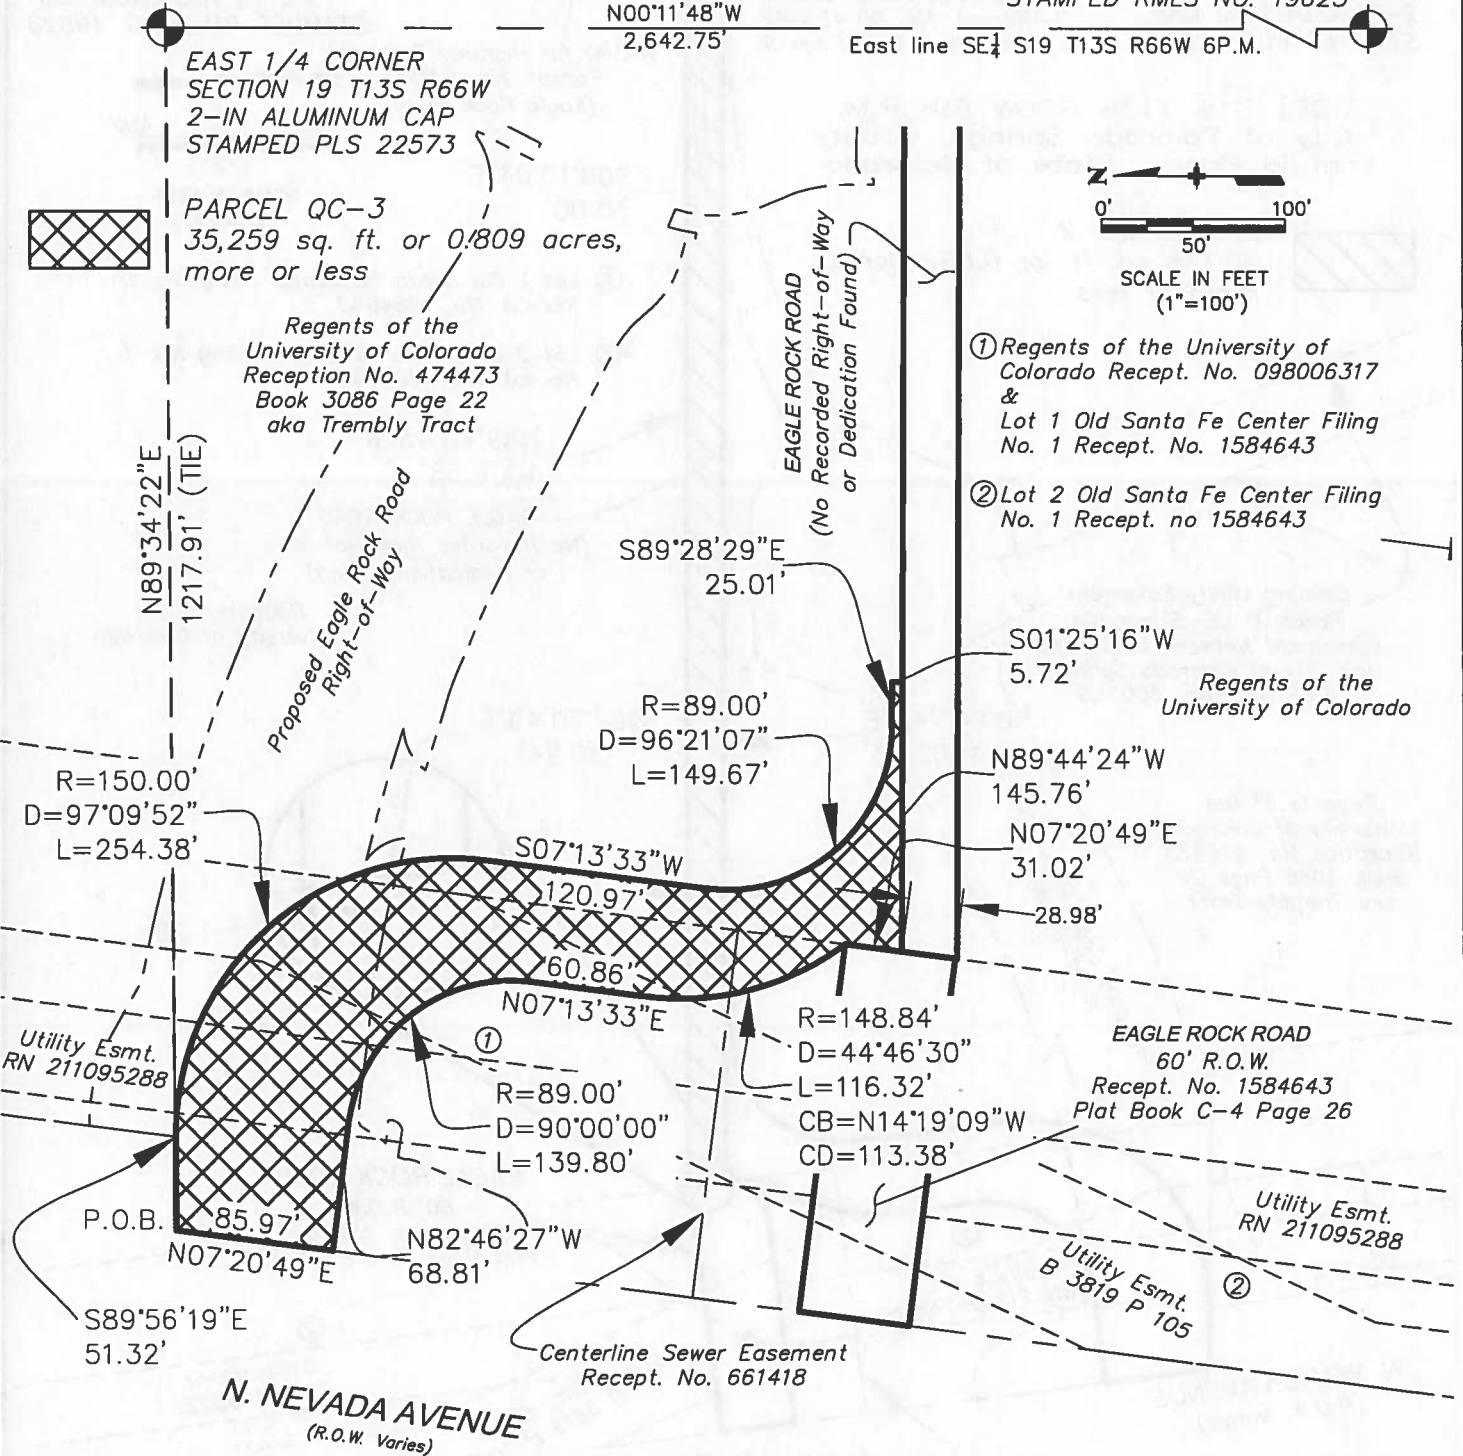 N00°11'48"W
2,642.75'
STAMPED RMLS NO. 19625
East line SE¼ S19 T13S R66W 6P.M.
EAST 1/4 CORNER
SECTION 19 T13S R66W
2-IN ALUMINUM CAP
STAMPED PLS 22573
PARCEL QC-3
35,259 sq. ft. or 0.809 acres,
more or less
Regents of the
University of Colorado
Reception No. 474473
Book 3086 Page 22
aka Trembly Tract
N89°34'22"E
1217.91' (TIE)
Proposed Eagle Rock Road
Right-of-Way
EAGLE ROCK ROAD
(No Recorded Right-of-Way
or Dedication Found)
N
0' 100'
50'
SCALE IN FEET
(1"=100')
① Regents of the University of
Colorado Recept. No. 098006317
&
Lot 1 Old Santa Fe Center Filing
No. 1 Recept. No. 1584643
② Lot 2 Old Santa Fe Center Filing
No. 1 Recept. no 1584643
S89°28'29"E
25.01'
S01°25'16"W
5.72'
Regents of the
University of Colorado
R=89.00'
D=96°21'07"
L=149.67'
N89°44'24"W
145.76'
N07°20'49"E
31.02'
28.98'
R=150.00'
D=97°09'52"
L=254.38'
S07°13'33"W
120.97'
60.86'
N07°13'33"E
Utility Esmt.
RN 211095288
①
R=89.00'
D=90°00'00"
L=139.80'
R=148.84'
D=44°46'30"
L=116.32'
CB=N14°19'09"W
CD=113.38'
EAGLE ROCK ROAD
60' R.O.W.
Recept. No. 1584643
Plat Book C-4 Page 26
P.O.B.
85.97'
N07°20'49"E
N82°46'27"W
68.81'
Utility Esmt.
RN 211095288
Utility Esmt.
B 3819 P 105
②
S89°56'19"E
51.32'
Centerline Sewer Easement
Recept. No. 661418
N. NEVADA AVENUE
(R.O.W. Varies)